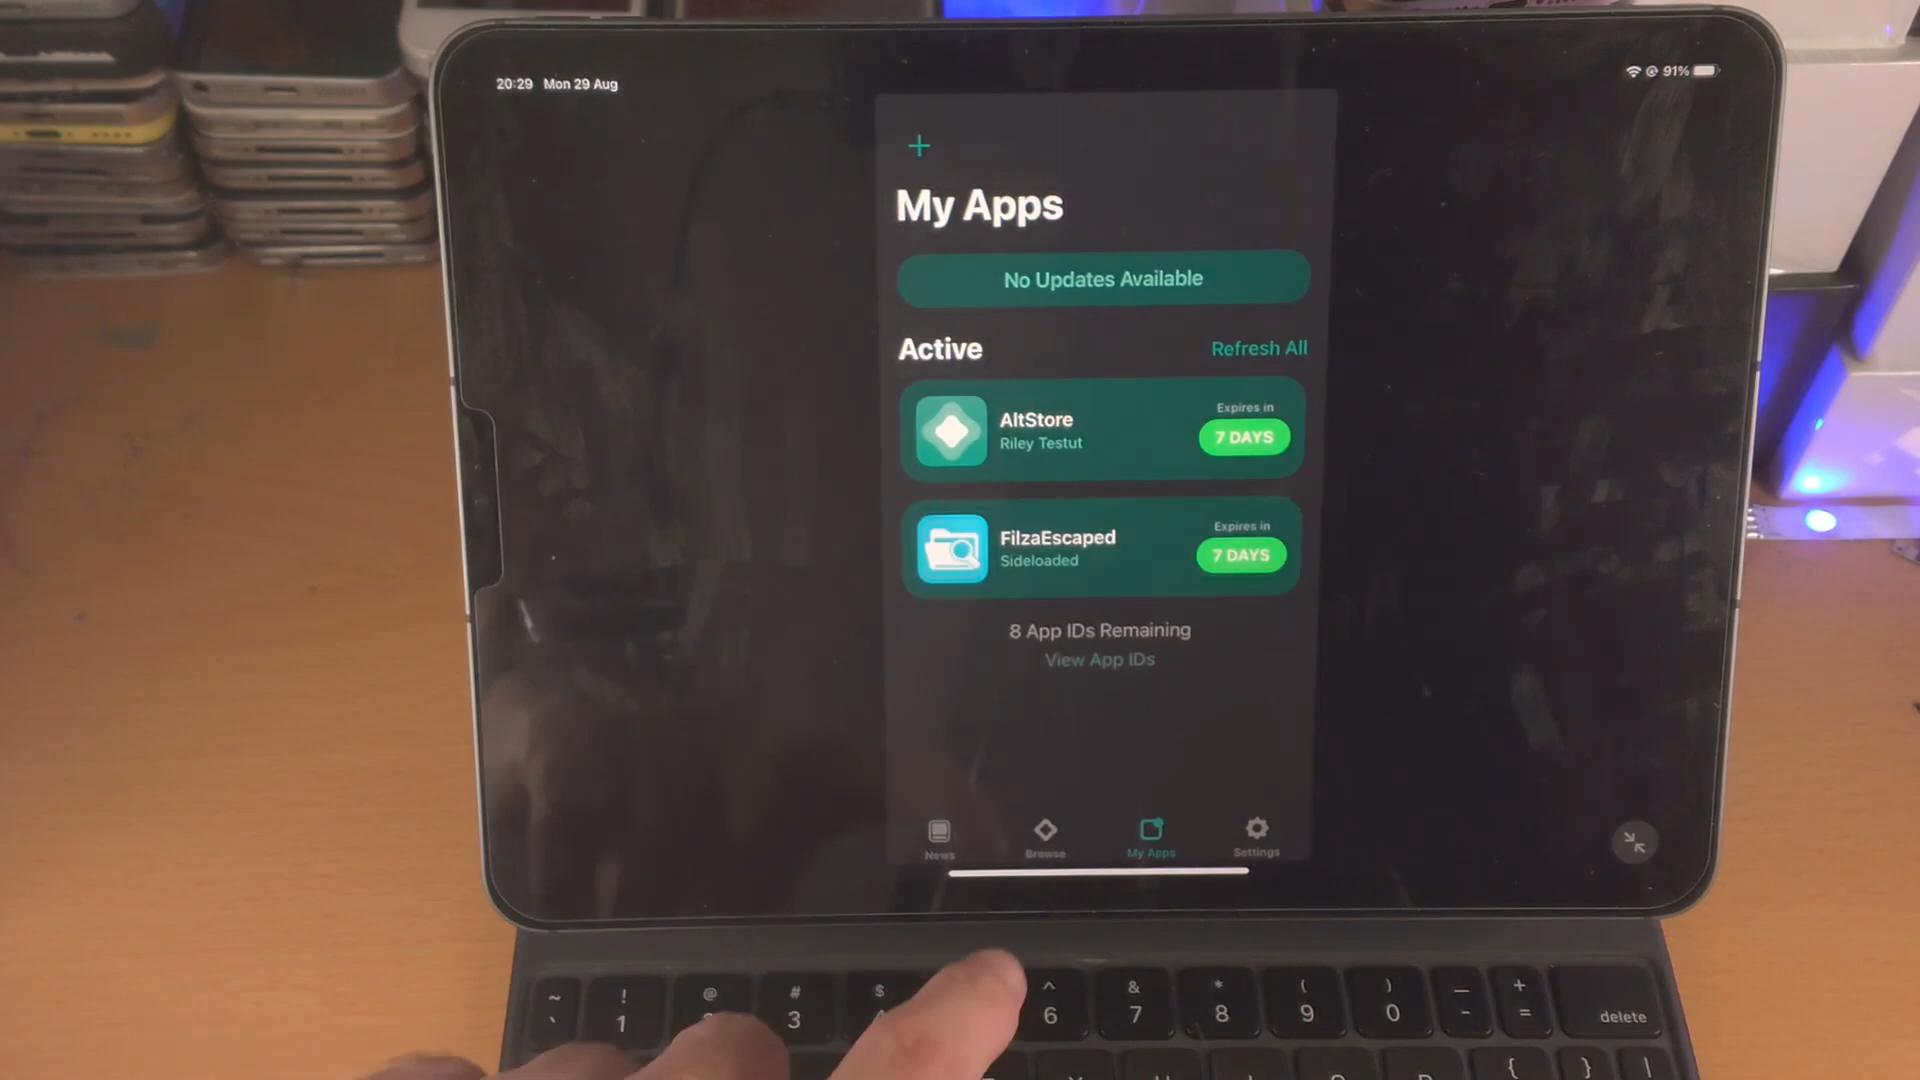 20:29 Mon 29 Aug
91%
+
My Apps
No Updates Available
Active
Refresh All
AltStore
Riley Testut
Expires in
7 DAYS
FilzaEscaped
Sideloaded
Expires in
7 DAYS
8 App IDs Remaining
View App IDs
News
Browse
My Apps
Settings
~ ! @ # $ ^ & * ( ) _ +
` 1 3 6 7 8 9 0 - = delete
{ } |